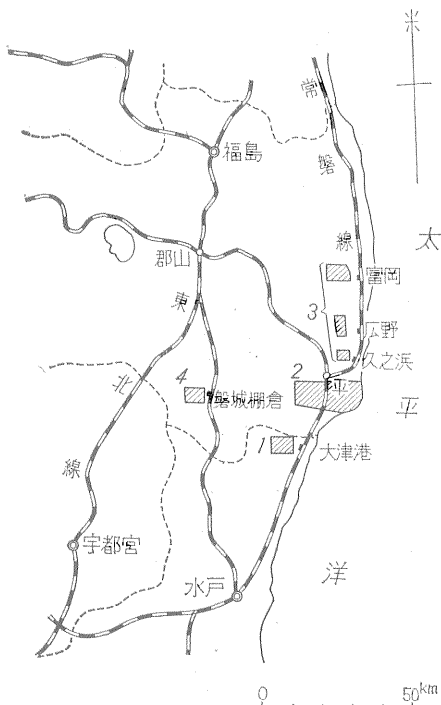 米
常
磐
線
福島
太
平
洋
郡山
富岡
3
広野
久之浜
東
北
線
2
平
4
磐城棚倉
1
大津港
宇都宮
水戸
0
50km